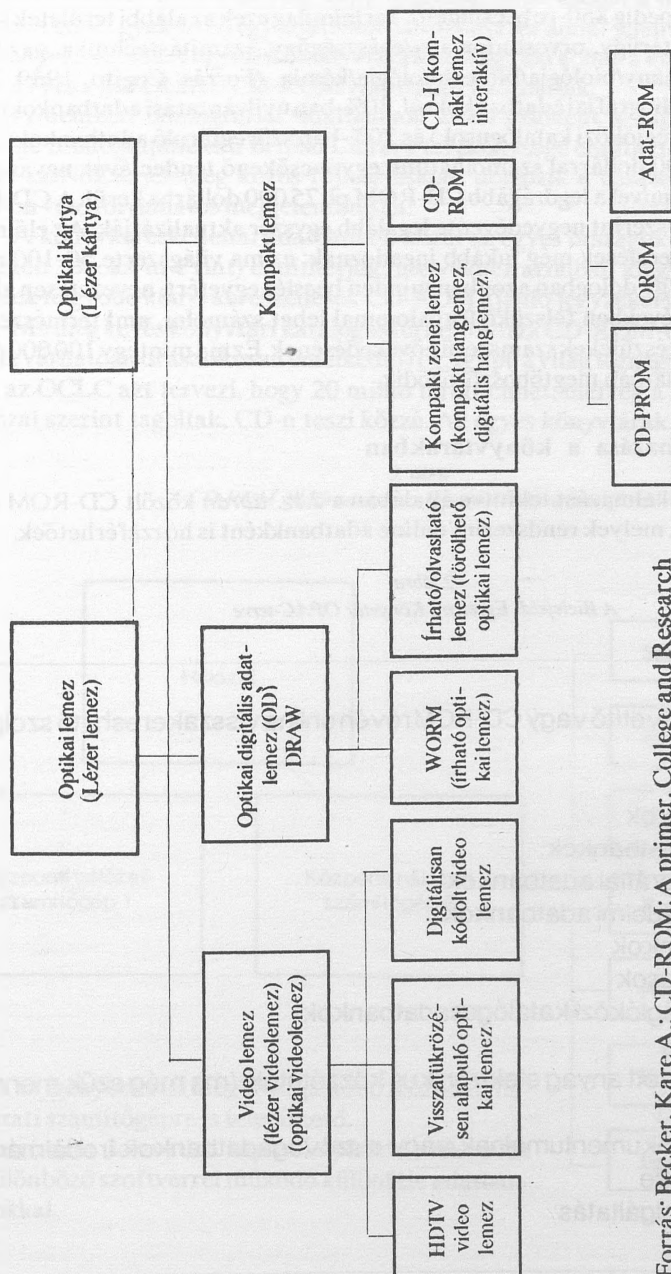 Optikai lemez
(Lézer lemez)
Optikai kártya
(Lézer kártya)
Video lemez
(lézer videolemez)
(optikai videolemez)
Optikai digitális adat-
lemez (ODD)
DRAW
Kompakt lemez
HDTV
video
lemez
Visszatükröző-
sen alapuló opti-
kai lemez
Digitálisan
kódolt video
lemez
WORM
(írható opti-
kai lemez)
Írható/olvasható
lemez (törölhető
optikai lemez)
Kompakt zenei lemez
(kompakt hanglemez,
digitális hanglemez)
CD-
ROM
CD-I (kom-
pakt lemez -
interaktív)
OD PROM
OROM
Adat-ROM
Forrás: Becker, Kare A., CD-ROM: A primer. College and Research